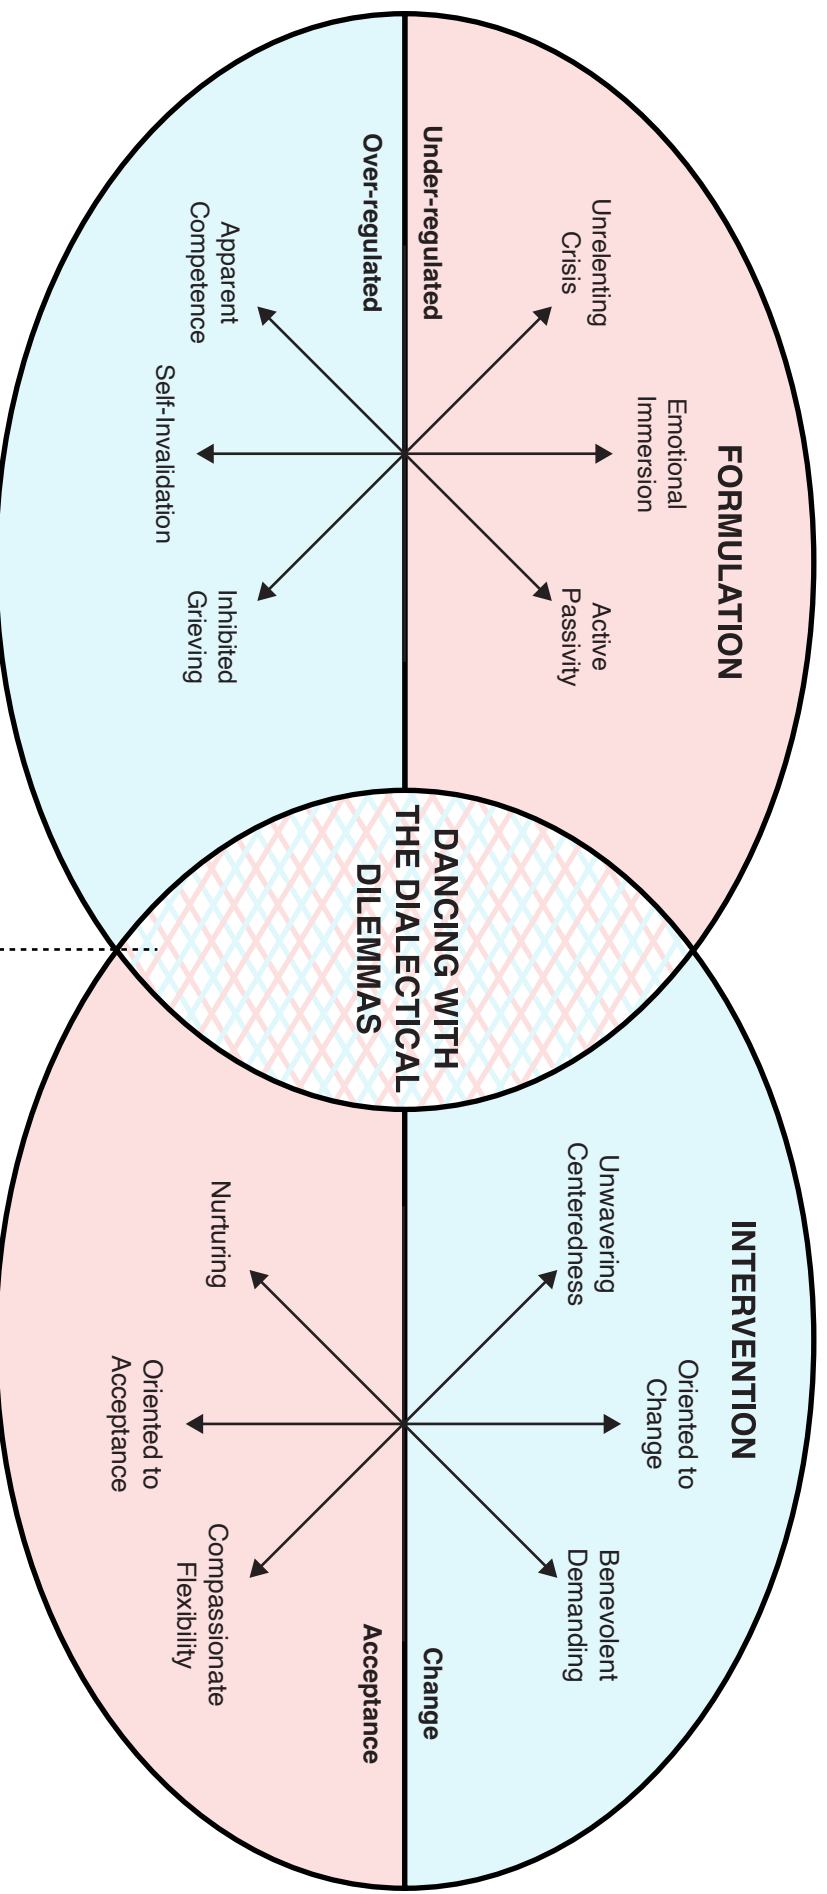 FORMULATION
Emotional
Immersion
Unrelenting
Crisis
Active
Passivity
Under-regulated
Over-regulated
Apparent
Competence
Self-Invalidation
Inhibited
Grieving
DANCING WITH
THE DIALECTICAL
DILEMMAS
INTERVENTION
Oriented to
Change
Unwavering
Centeredness
Benevolent
Demanding
Change
Acceptance
Nurturing
Oriented to
Acceptance
Compassionate
Flexibility